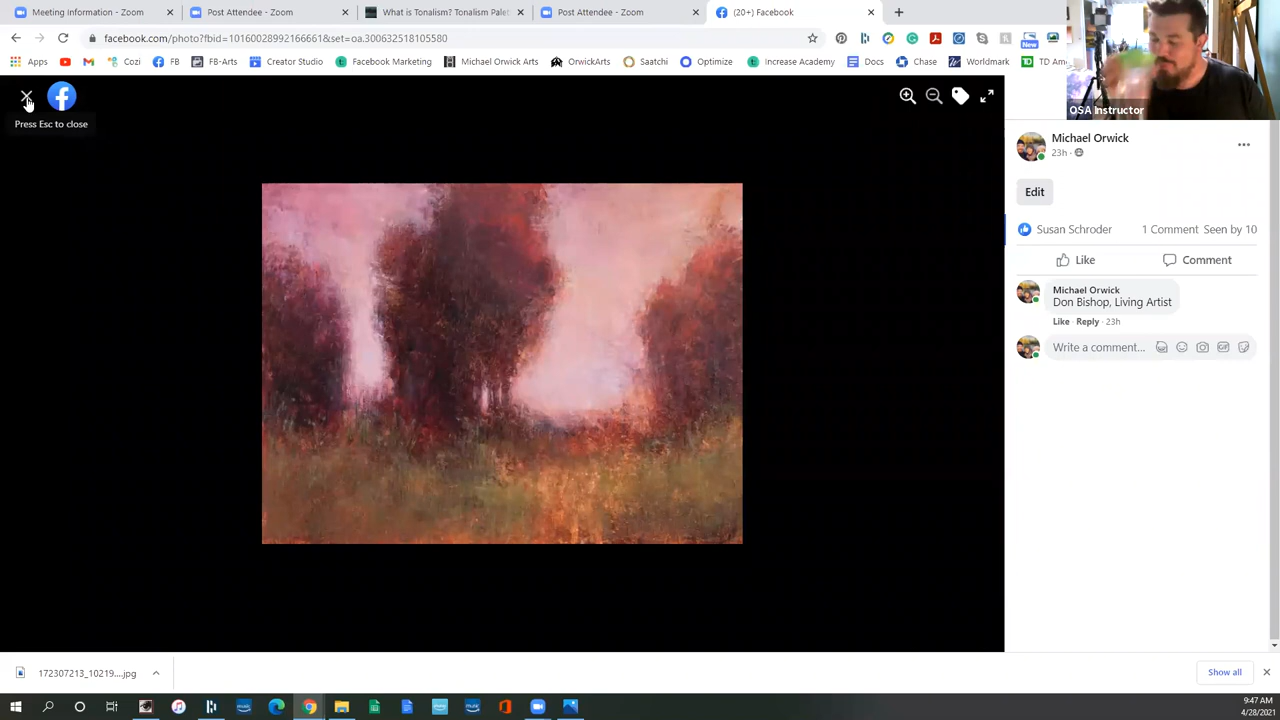 Meeting Information - Zoom
Post Attendee - Zoom
What is Tonalism? Tonalism Palet
Post Attendee - Zoom
(20+) Facebook
facebook.com/photo?fbid=10160028992166661&set=oa.300632518105580
New
Apps
Cozi
FB
FB-Arts
Creator Studio
Facebook Marketing
Michael Orwick Arts
OrwickArts
Saatchi
Optimize
Increase Academy
Docs
Chase
Worldmark
TD Am
OSA Instructor
Press Esc to close
Michael Orwick
23h
Edit
Susan Schroder
1 Comment Seen by 10
Like
Comment
Michael Orwick
Don Bishop, Living Artist
Like · Reply · 23h
Write a comment...
GIF
172307213_10219....jpg
Show all
9:47 AM
4/28/2021